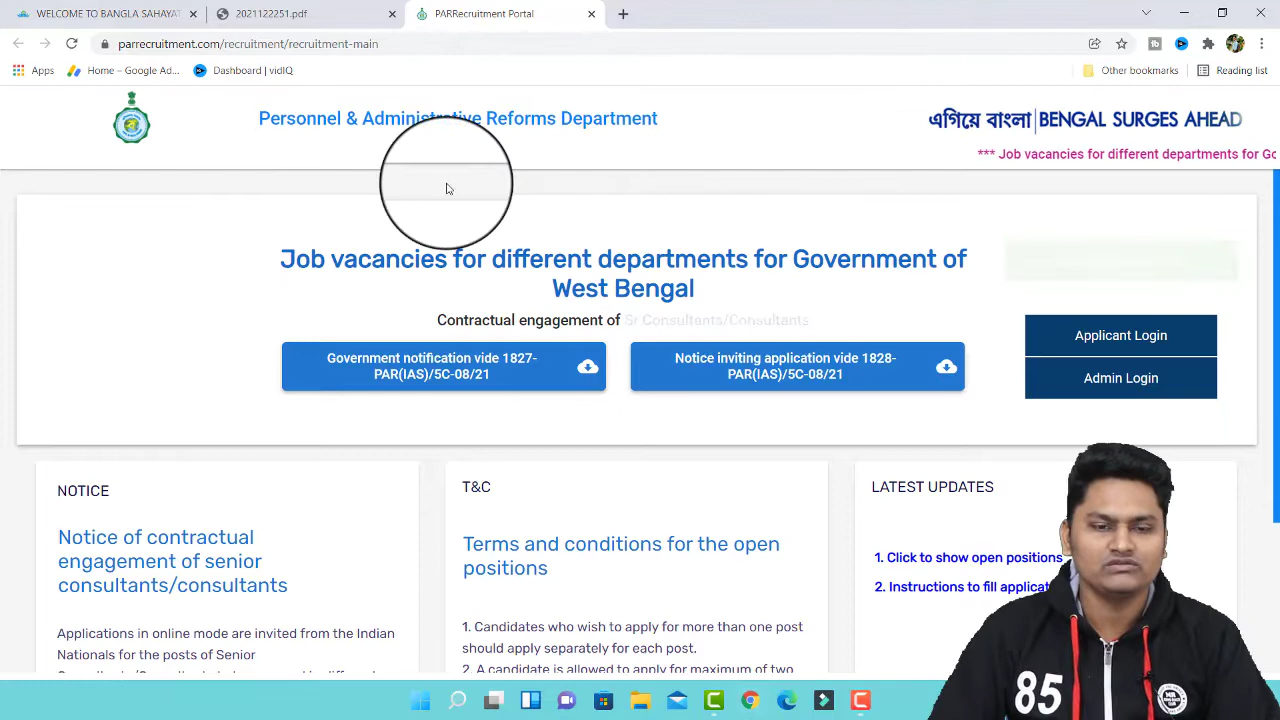 WELCOME TO BANGLA SAHAYAT
2021122251.pdf
PARRecruitment Portal
parrecruitment.com/recruitment/recruitment-main
Apps
Home – Google Ad...
Dashboard | vidIQ
Other bookmarks
Reading list
Personnel & Administrative Reforms Department
এগিয়ে বাংলা | BENGAL SURGES AHEAD
*** Job vacancies for different departments for Go
Job vacancies for different departments for Government of
West Bengal
Contractual engagement of Sr Consultants/Consultants
Government notification vide 1827-
PAR(IAS)/5C-08/21
Notice inviting application vide 1828-
PAR(IAS)/5C-08/21
Applicant Login
Admin Login
NOTICE
Notice of contractual
engagement of senior
consultants/consultants
Applications in online mode are invited from the Indian
Nationals for the posts of Senior
T&C
Terms and conditions for the open
positions
1. Candidates who wish to apply for more than one post
should apply separately for each post.
2. A candidate is allowed to apply for maximum of two
LATEST UPDATES
1. Click to show open positions
2. Instructions to fill applicat
85